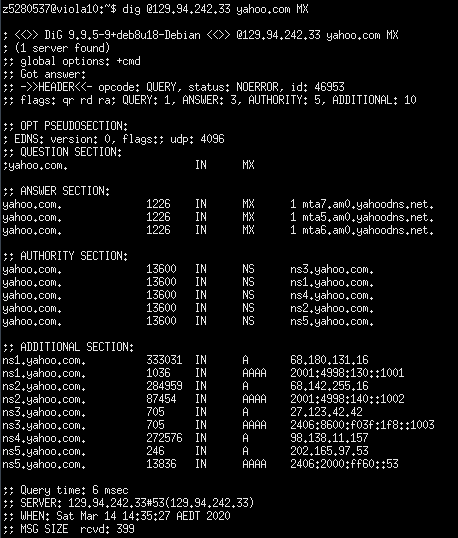 z5280537@viola10:~$ dig @129.94.242.33 yahoo.com MX
; <<>> DiG 9.9.5-9+deb8u18-Debian <<>> @129.94.242.33 yahoo.com MX
; (1 server found)
;; global options: +cmd
;; Got answer:
;; ->>HEADER<<- opcode: QUERY, status: NOERROR, id: 46953
;; flags: qr rd ra; QUERY: 1, ANSWER: 3, AUTHORITY: 5, ADDITIONAL: 10
;; OPT PSEUDOSECTION:
; EDNS: version: 0, flags:; udp: 4096
;; QUESTION SECTION:
;yahoo.com. IN MX
;; ANSWER SECTION:
yahoo.com. 1226 IN MX 1 mta7.am0.yahoodns.net.
yahoo.com. 1226 IN MX 1 mta5.am0.yahoodns.net.
yahoo.com. 1226 IN MX 1 mta6.am0.yahoodns.net.
;; AUTHORITY SECTION:
yahoo.com. 13600 IN NS ns3.yahoo.com.
yahoo.com. 13600 IN NS ns1.yahoo.com.
yahoo.com. 13600 IN NS ns4.yahoo.com.
yahoo.com. 13600 IN NS ns2.yahoo.com.
yahoo.com. 13600 IN NS ns5.yahoo.com.
;; ADDITIONAL SECTION:
ns1.yahoo.com. 333031 IN A 68.180.131.16
ns1.yahoo.com. 1036 IN AAAA 2001:4998:130::1001
ns2.yahoo.com. 284959 IN A 68.142.255.16
ns2.yahoo.com. 87454 IN AAAA 2001:4998:140::1002
ns3.yahoo.com. 705 IN A 27.123.42.42
ns3.yahoo.com. 705 IN AAAA 2406:8600:f03f:1f8::1003
ns4.yahoo.com. 272576 IN A 98.138.11.157
ns5.yahoo.com. 246 IN A 202.165.97.53
ns5.yahoo.com. 13836 IN AAAA 2406:2000:ff60::53
;; Query time: 6 msec
;; SERVER: 129.94.242.33#53(129.94.242.33)
;; WHEN: Sat Mar 14 14:35:27 AEDT 2020
;; MSG SIZE rcvd: 399